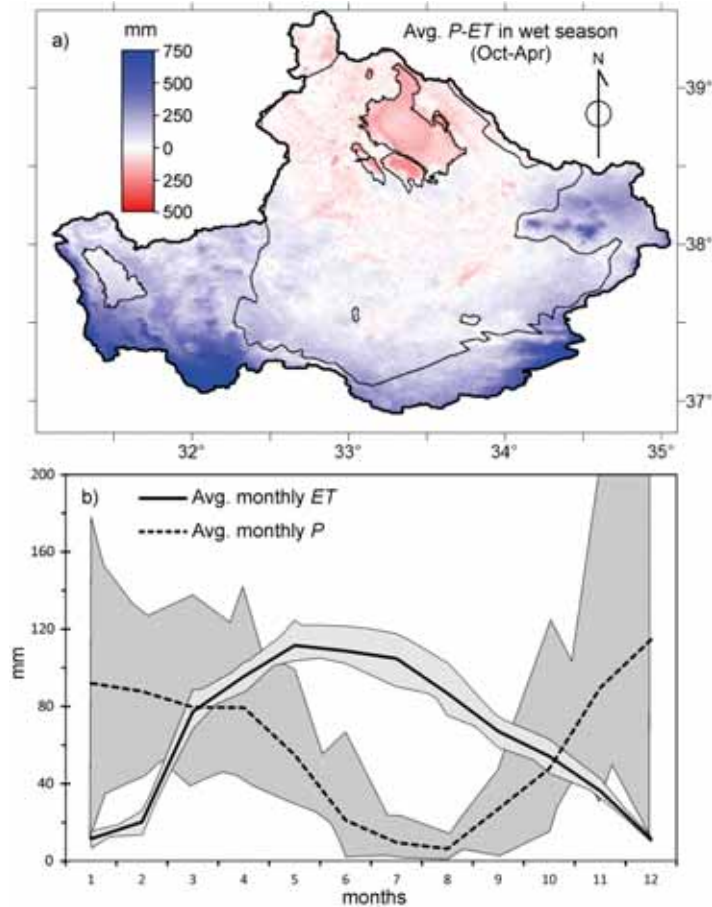 a)
mm
750
500
250
0
250
500
Avg. P-ET in wet season
(Oct-Apr)
N
39°
38°
37°
32°
33°
34°
35°
b)
Avg. monthly ET
Avg. monthly P
200
160
120
80
40
0
mm
1 2 3 4 5 6 7 8 9 10 11 12
months